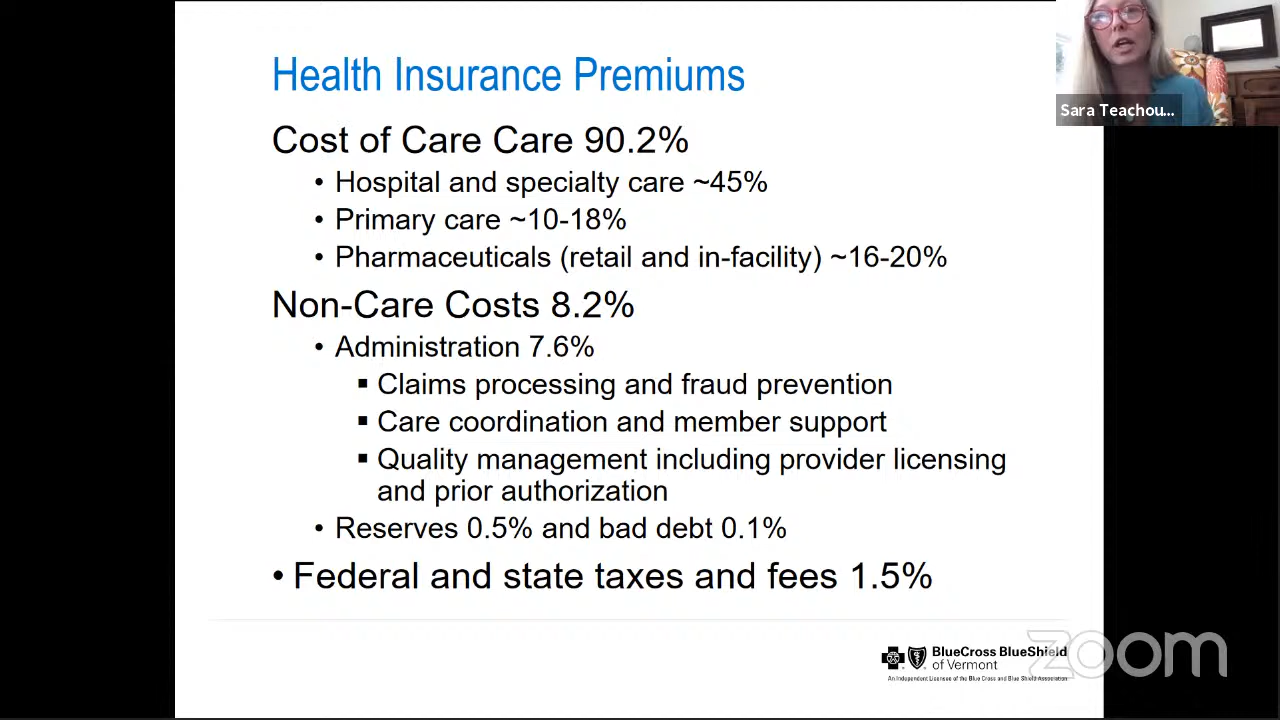 Health Insurance Premiums
Sara Teachou...
Cost of Care Care 90.2%
• Hospital and specialty care ~45%
• Primary care ~10-18%
• Pharmaceuticals (retail and in-facility) ~16-20%
Non-Care Costs 8.2%
• Administration 7.6%
▪ Claims processing and fraud prevention
▪ Care coordination and member support
▪ Quality management including provider licensing
and prior authorization
• Reserves 0.5% and bad debt 0.1%
• Federal and state taxes and fees 1.5%
BlueCross BlueShield
of Vermont
An Independent Licensee of the Blue Cross and Blue Shield Association.
zoom